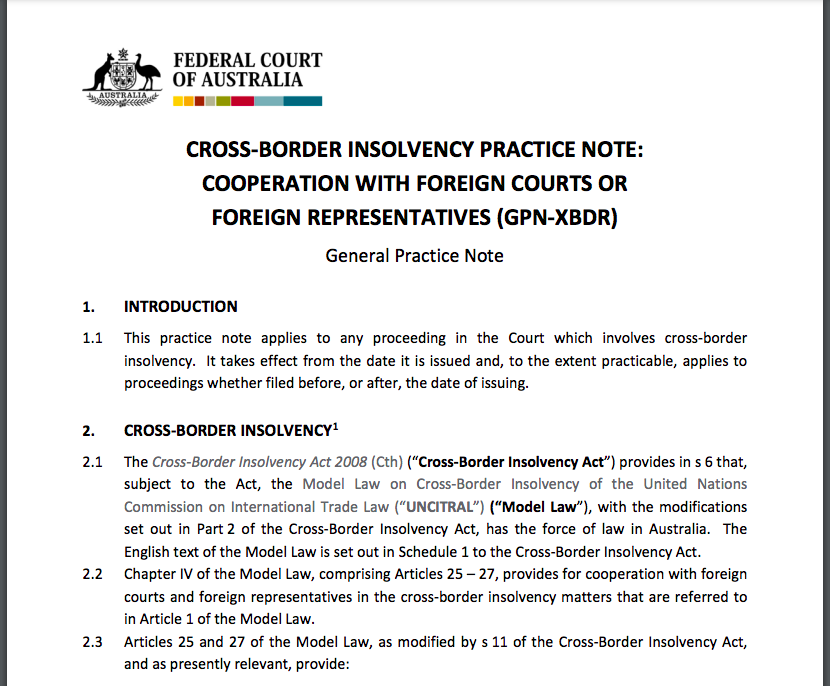 AUSTRALIA
FEDERAL COURT
OF AUSTRALIA
CROSS-BORDER INSOLVENCY PRACTICE NOTE:
COOPERATION WITH FOREIGN COURTS OR
FOREIGN REPRESENTATIVES (GPN-XBDR)
General Practice Note
1. INTRODUCTION
1.1 This practice note applies to any proceeding in the Court which involves cross-border
insolvency. It takes effect from the date it is issued and, to the extent practicable, applies to
proceedings whether filed before, or after, the date of issuing.
2. CROSS-BORDER INSOLVENCY¹
2.1 The Cross-Border Insolvency Act 2008 (Cth) (“Cross-Border Insolvency Act”) provides in s 6 that,
subject to the Act, the Model Law on Cross-Border Insolvency of the United Nations
Commission on International Trade Law (“UNCITRAL”) (“Model Law”), with the modifications
set out in Part 2 of the Cross-Border Insolvency Act, has the force of law in Australia. The
English text of the Model Law is set out in Schedule 1 to the Cross-Border Insolvency Act.
2.2 Chapter IV of the Model Law, comprising Articles 25 – 27, provides for cooperation with foreign
courts and foreign representatives in the cross-border insolvency matters that are referred to
in Article 1 of the Model Law.
2.3 Articles 25 and 27 of the Model Law, as modified by s 11 of the Cross-Border Insolvency Act,
and as presently relevant, provide: